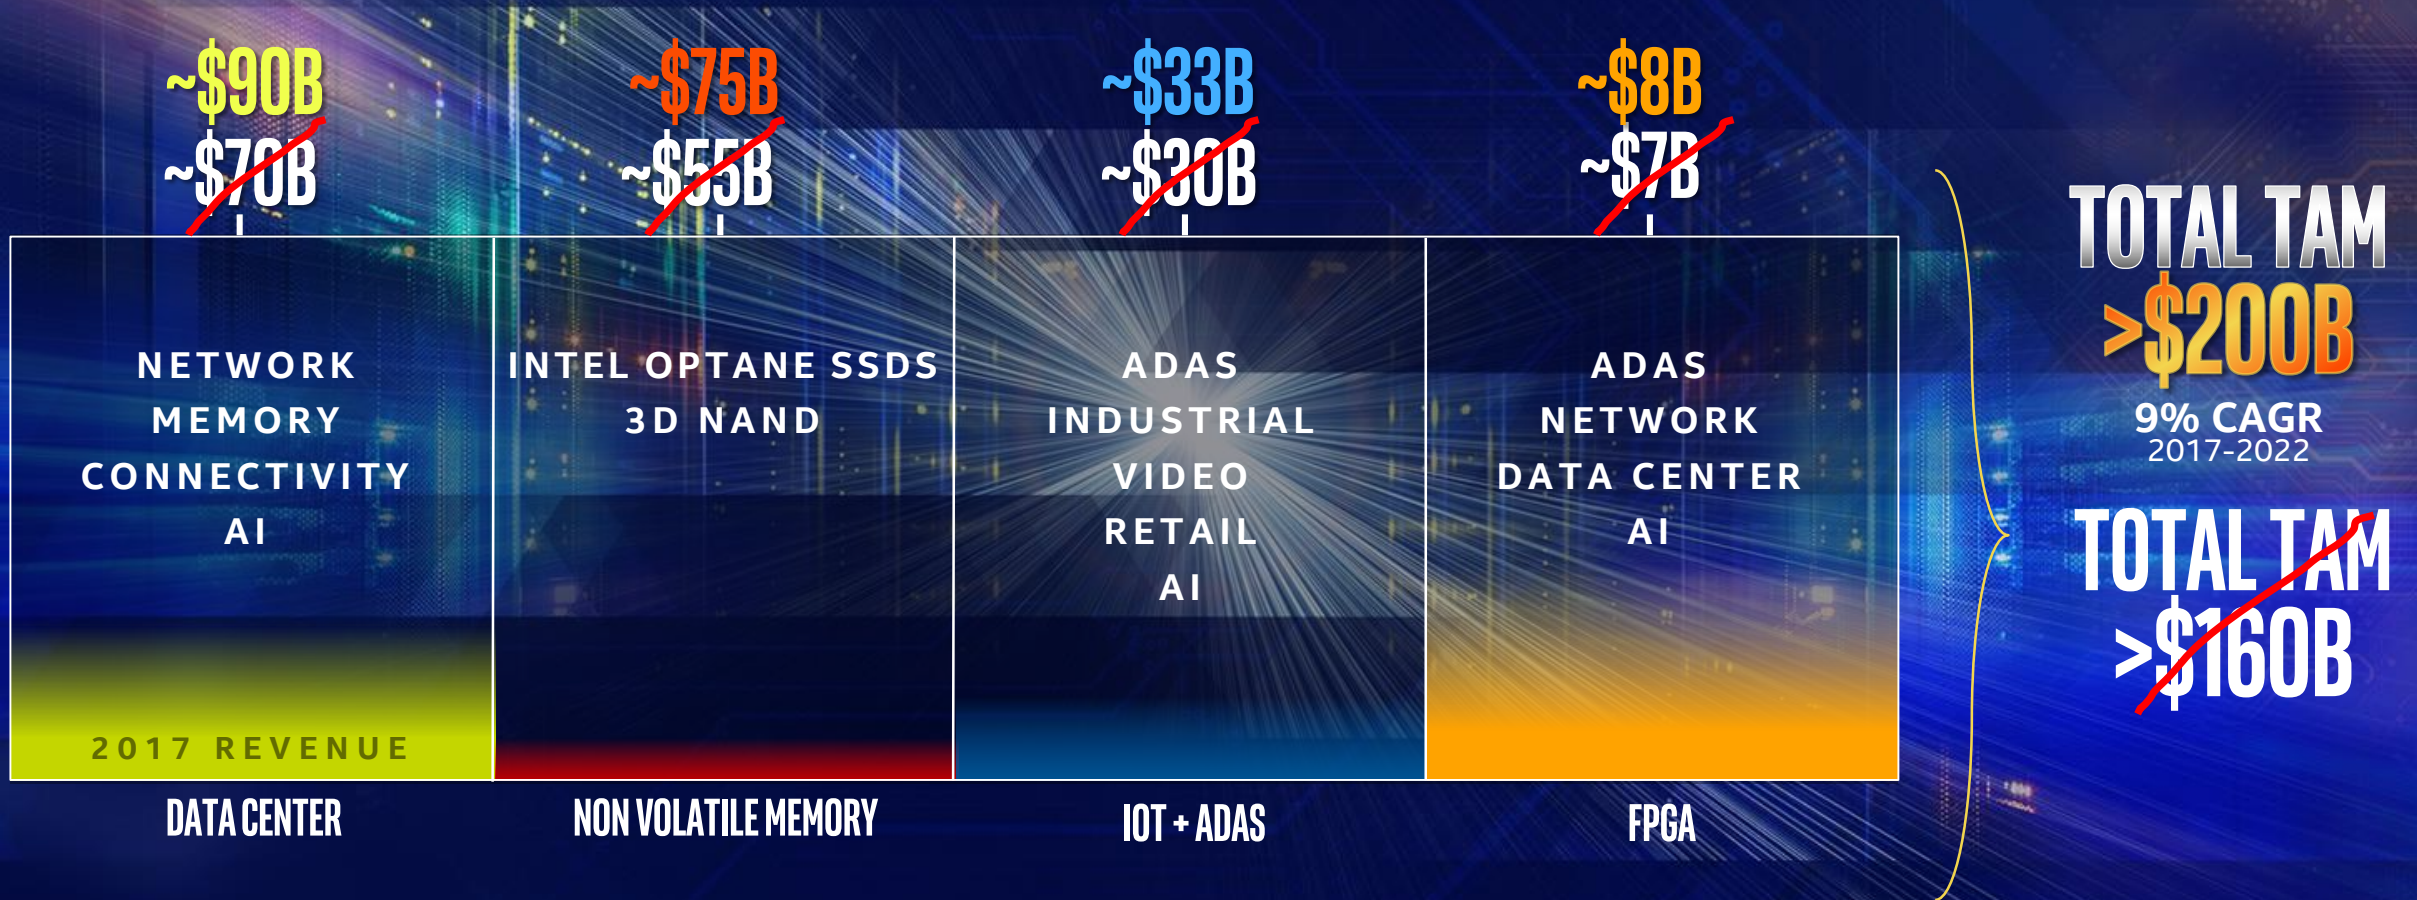 ~$90B
~$70B
NETWORK
MEMORY
CONNECTIVITY
AI
2017 REVENUE
DATA CENTER
~$75B
~$55B
INTEL OPTANE SSDS
3D NAND
NON VOLATILE MEMORY
~$33B
~$30B
ADAS
INDUSTRIAL
VIDEO
RETAIL
AI
IOT + ADAS
~$8B
~$7B
ADAS
NETWORK
DATA CENTER
AI
FPGA
TOTAL TAM
>$200B
9% CAGR
2017-2022
TOTAL TAM
>$160B